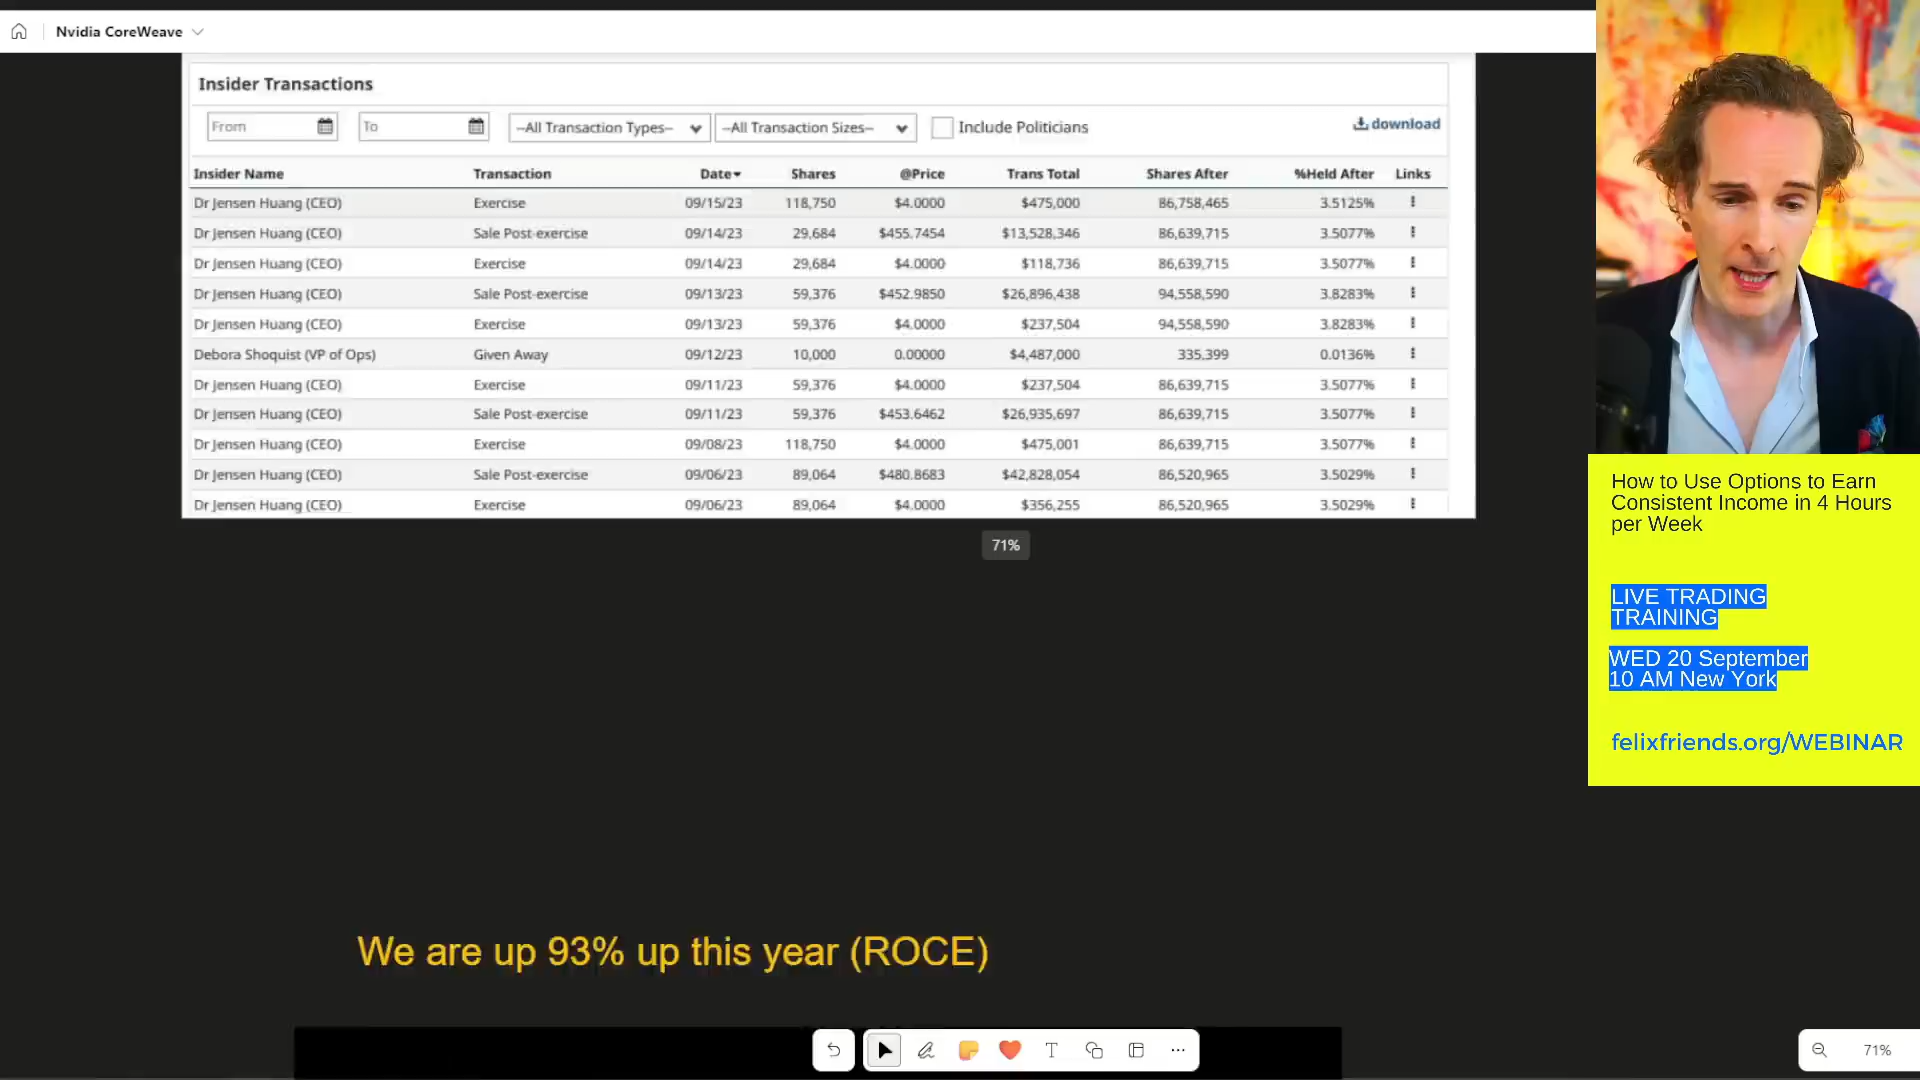 Nvidia CoreWeave
Insider Transactions
From To --All Transaction Types-- --All Transaction Sizes-- Include Politicians download
Insider Name Transaction Date Shares @Price Trans Total Shares After %Held After Links
Dr Jensen Huang (CEO) Exercise 09/15/23 118,750 $4.0000 $475,000 86,758,465 3.5125%
Dr Jensen Huang (CEO) Sale Post-exercise 09/14/23 29,684 $455.7454 $13,528,346 86,639,715 3.5077%
Dr Jensen Huang (CEO) Exercise 09/14/23 29,684 $4.0000 $118,736 86,639,715 3.5077%
Dr Jensen Huang (CEO) Sale Post-exercise 09/13/23 59,376 $452.9850 $26,896,438 94,558,590 3.8283%
Dr Jensen Huang (CEO) Exercise 09/13/23 59,376 $4.0000 $237,504 94,558,590 3.8283%
Debora Shoquist (VP of Ops) Given Away 09/12/23 10,000 0.00000 $4,487,000 335,399 0.0136%
Dr Jensen Huang (CEO) Exercise 09/11/23 59,376 $4.0000 $237,504 86,639,715 3.5077%
Dr Jensen Huang (CEO) Sale Post-exercise 09/11/23 59,376 $453.6462 $26,935,697 86,639,715 3.5077%
Dr Jensen Huang (CEO) Exercise 09/08/23 118,750 $4.0000 $475,001 86,639,715 3.5077%
Dr Jensen Huang (CEO) Sale Post-exercise 09/06/23 89,064 $480.8683 $42,828,054 86,520,965 3.5029%
Dr Jensen Huang (CEO) Exercise 09/06/23 89,064 $4.0000 $356,255 86,520,965 3.5029%
71%
We are up 93% up this year (ROCE)
71%
How to Use Options to Earn
Consistent Income in 4 Hours
per Week
LIVE TRADING
TRAINING
WED 20 September
10 AM New York
felixfriends.org/WEBINAR